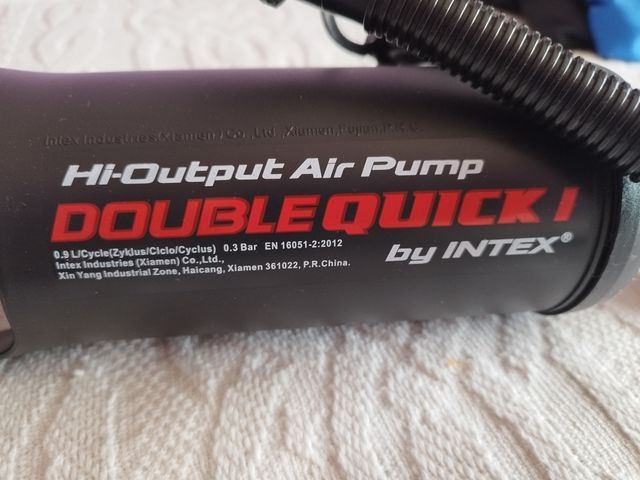 Intex Industries(Xiamen) Co., Ltd.,Xiamen,Fujian,P.R.C.
Hi-Output Air Pump
DOUBLE QUICK I
by INTEX®
0.9 L/Cycle(Zyklus/Ciclo/Cyclus) 0.3 Bar EN 16051-2:2012
Intex Industries (Xiamen) Co.,Ltd.,
Xin Yang Industrial Zone, Haicang, Xiamen 361022, P.R.China.